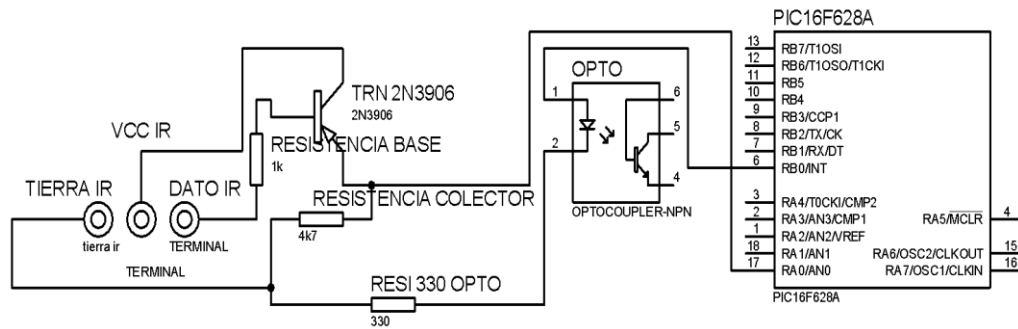 PIC16F628A
OPTO
TRN 2N3906
2N3906
VCC IR
RESISYENCIA BASE
1k
TIERRA IR
DATO IR
RESISTENCIA COLECTOR
tierra ir
TERMINAL
TERMINAL
4k7
RESI 330 OPTO
330
1
2
6
5
4
OPTOCOUPLER-NPN
13 RB7/T1OSI
12 RB6/T1OSO/T1CKI
11 RB5
10 RB4
9 RB3/CCP1
8 RB2/TX/CK
7 RB1/RX/DT
6 RB0/INT
3 RA4/T0CKI/CMP2
2 RA3/AN3/CMP1
1 RA2/AN2/VREF
18 RA1/AN1
17 RA0/AN0
RA5/MCLR 4
RA6/OSC2/CLKOUT 15
RA7/OSC1/CLKIN 16
PIC16F628A